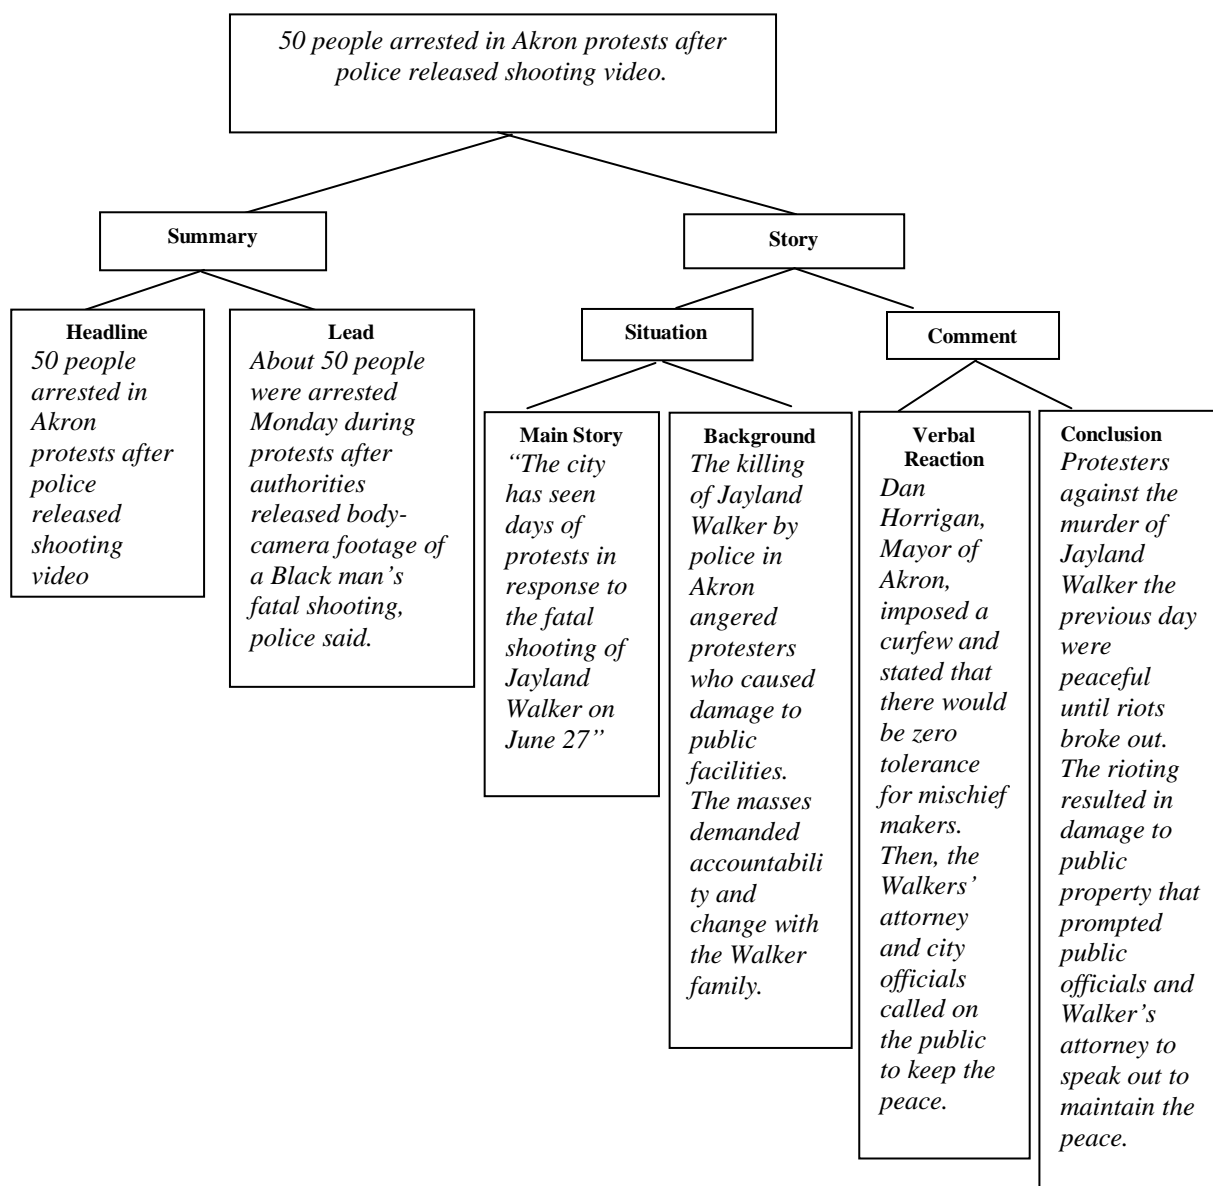 50 people arrested in Akron protests after
police released shooting video.
Summary
Story
Headline
50 people
arrested in
Akron
protests after
police
released
shooting
video
Lead
About 50 people
were arrested
Monday during
protests after
authorities
released body-
camera footage of
a Black man's
fatal shooting,
police said.
Situation
Comment
Main Story
“The city
has seen
days of
protests in
response to
the fatal
shooting of
Jayland
Walker on
June 27”
Background
The killing
of Jayland
Walker by
police in
Akron
angered
protesters
who caused
damage to
public
facilities.
The masses
demanded
accountabili
ty and
change with
the Walker
family.
Verbal
Reaction
Dan
Horrigan,
Mayor of
Akron,
imposed a
curfew and
stated that
there would
be zero
tolerance
for mischief
makers.
Then, the
Walkers’
attorney
and city
officials
called on
the public
to keep the
peace.
Conclusion
Protesters
against the
murder of
Jayland
Walker the
previous day
were
peaceful
until riots
broke out.
The rioting
resulted in
damage to
public
property that
prompted
public
officials and
Walker’s
attorney to
speak out to
maintain the
peace.